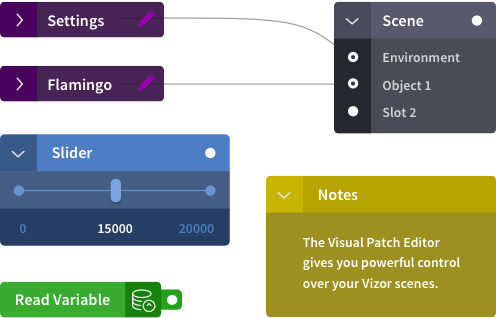 Settings
Flamingo
Scene
Environment
Object 1
Slot 2
Slider
0 15000 20000
Notes
The Visual Patch Editor
gives you powerful control
over your Vizor scenes.
Read Variable